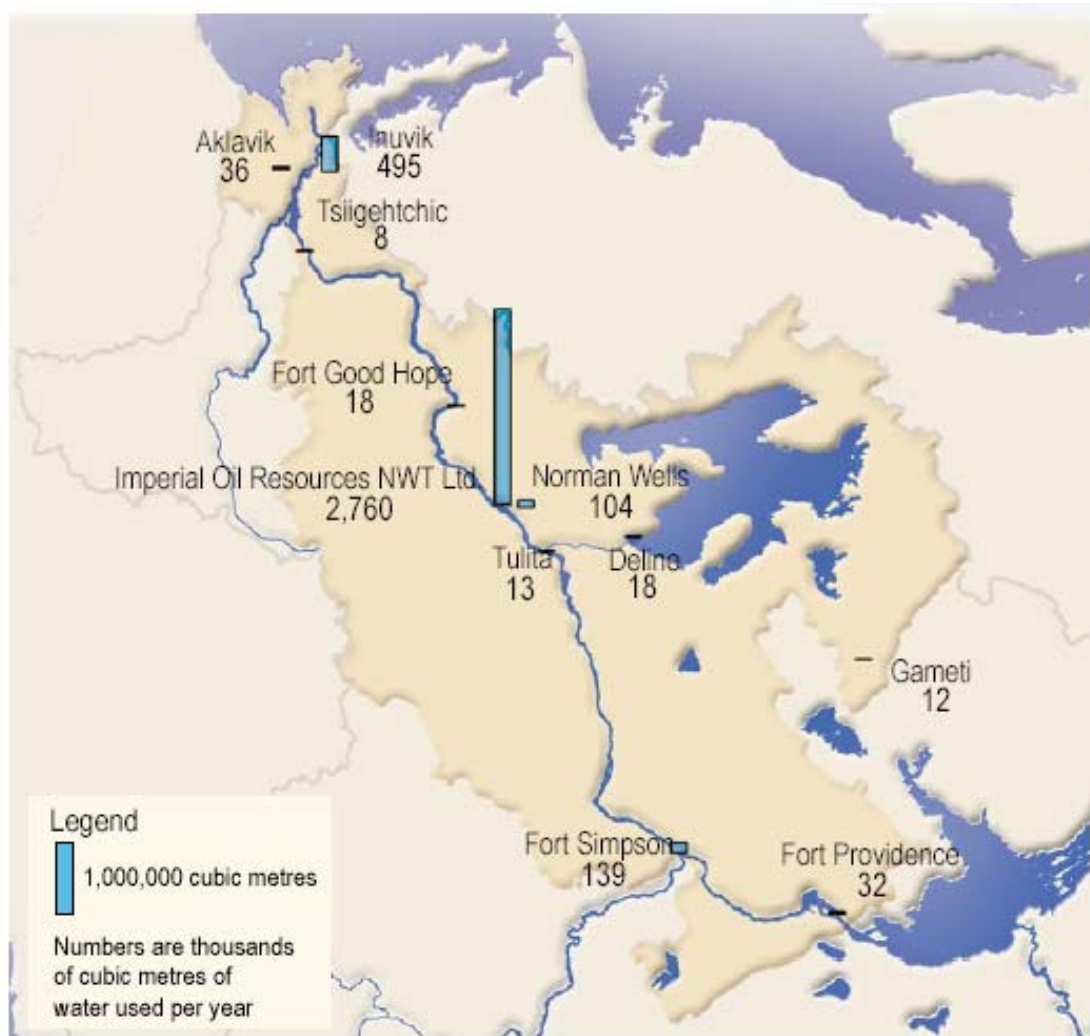 Aklavik
36
Inuvik
495
Tsiigehtchic
8
Fort Good Hope
18
Imperial Oil Resources NWT Ltd.
2,760
Norman Wells
104
Tulita
13
Deline
18
Gameti
12
Fort Simpson
139
Fort Providence
32
Legend
1,000,000 cubic metres
Numbers are thousands
of cubic metres of
water used per year